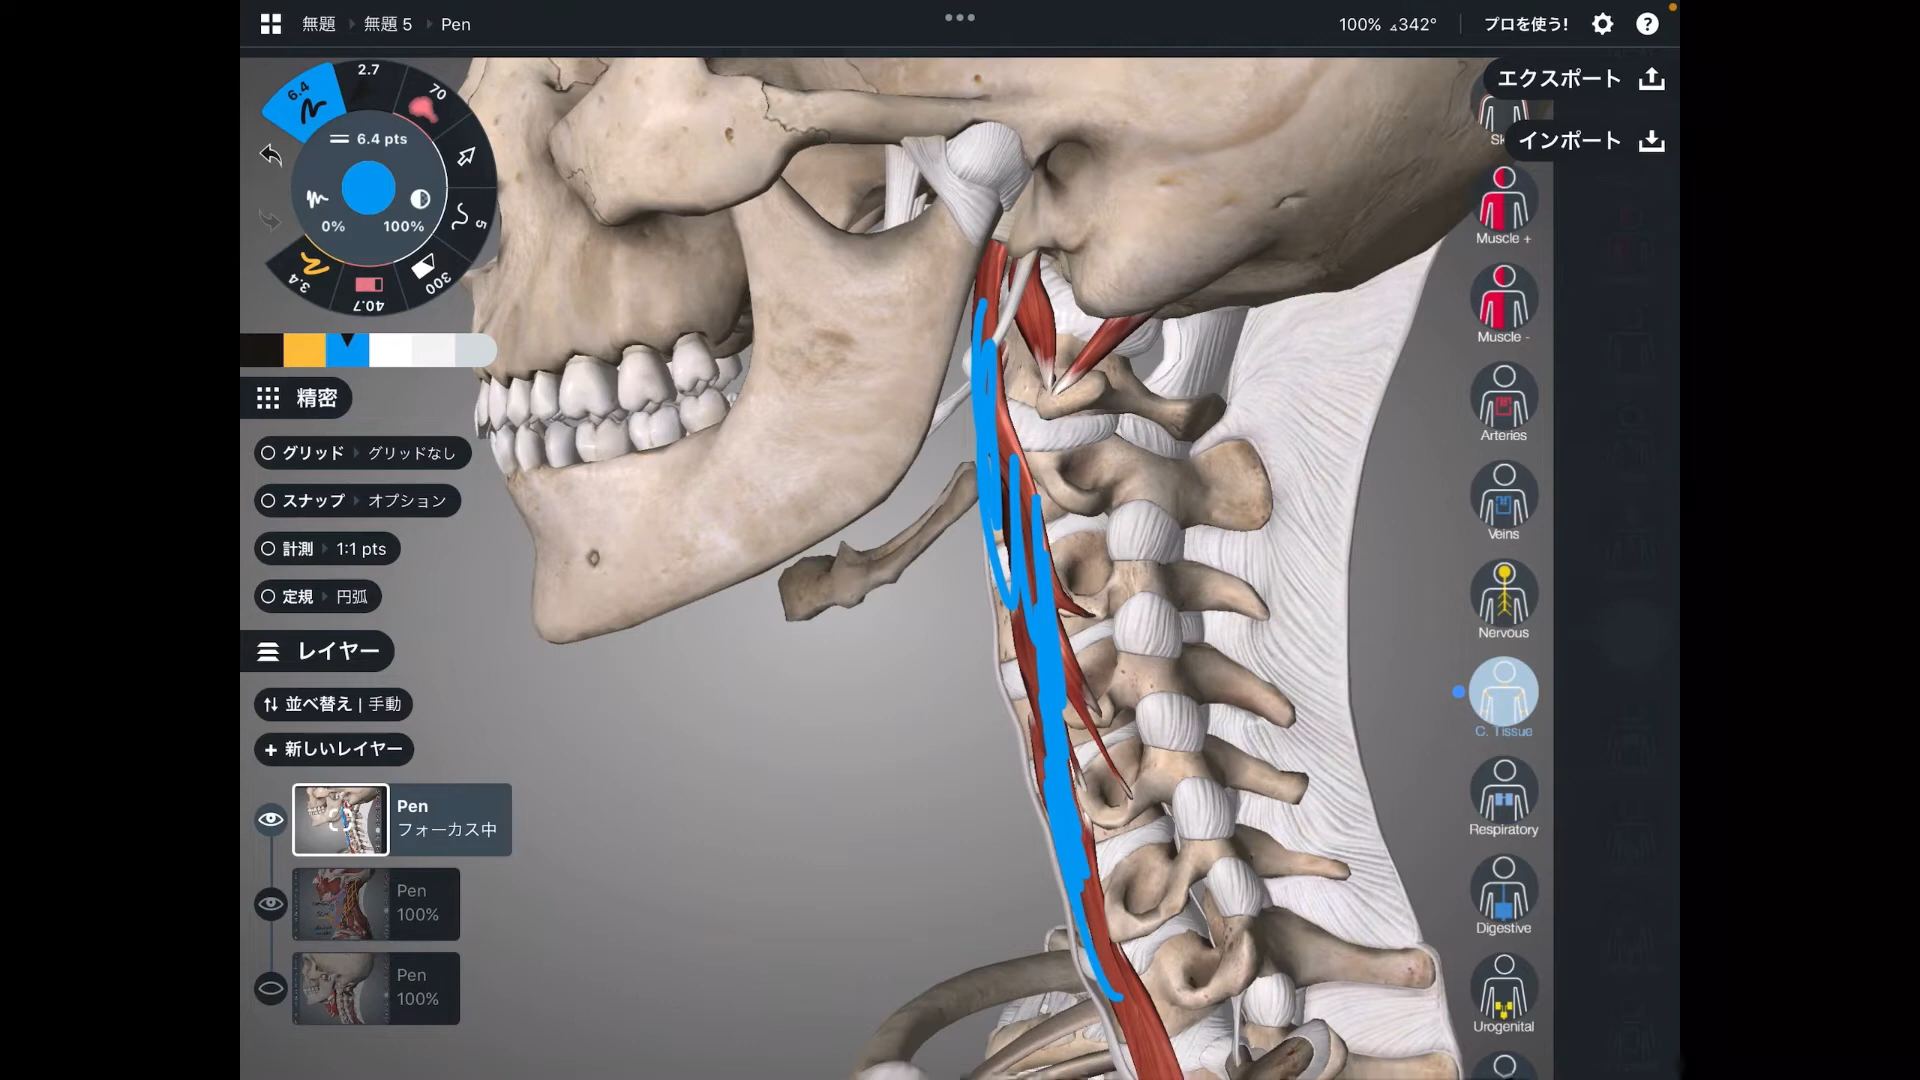 無題 無題 5 Pen
100% ⊿342° プロを使う! ?
エクスポート
インポート
6.4
2.7
70
6.4 pts
0% 100%
5
300
40.7
3.4
精密
グリッド グリッドなし
スナップ オプション
計測 1:1 pts
定規 円弧
レイヤー
並べ替え | 手動
+ 新しいレイヤー
Pen
フォーカス中
Pen
100%
Pen
100%
Muscle +
Muscle -
Arteries
Veins
Nervous
C. Tissue
Respiratory
Digestive
Urogenital